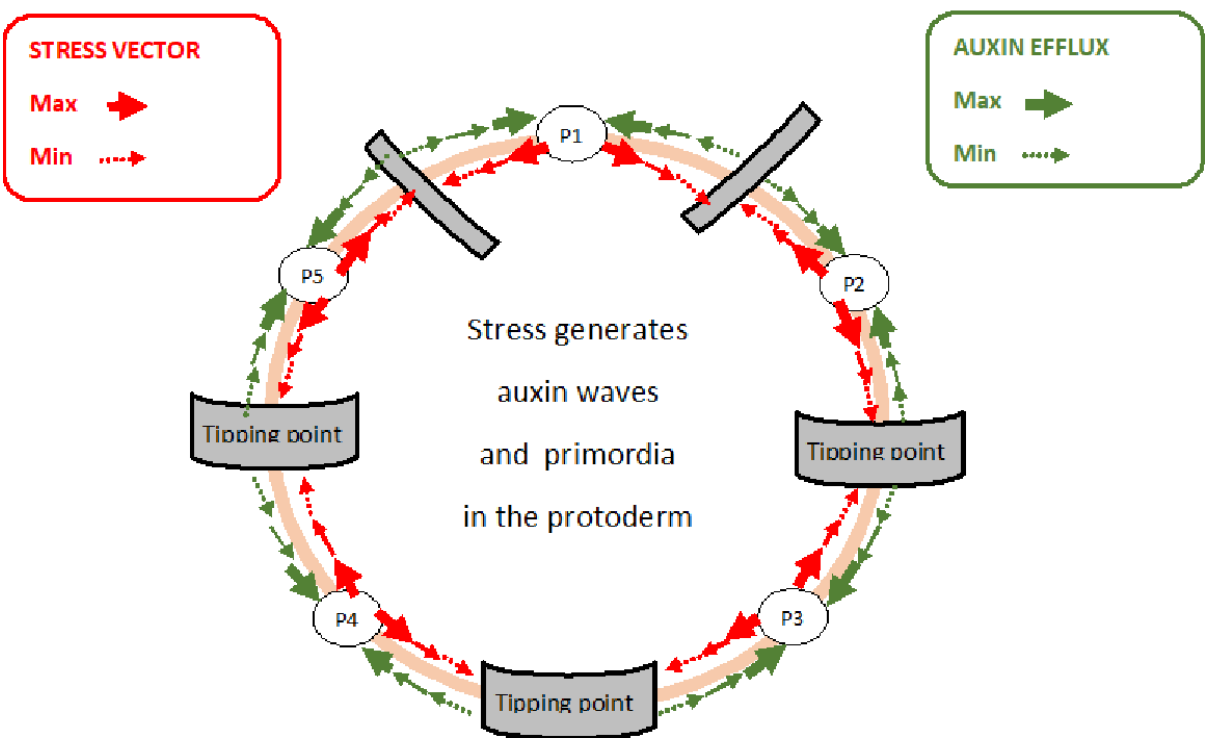 STRESS VECTOR
Max
Min
AUXIN EFFLUX
Max
Min
P1
P5
P2
Stress generates
auxin waves
and primordia
in the protoderm
Tipping point
Tipping point
P4
P3
Tipping point